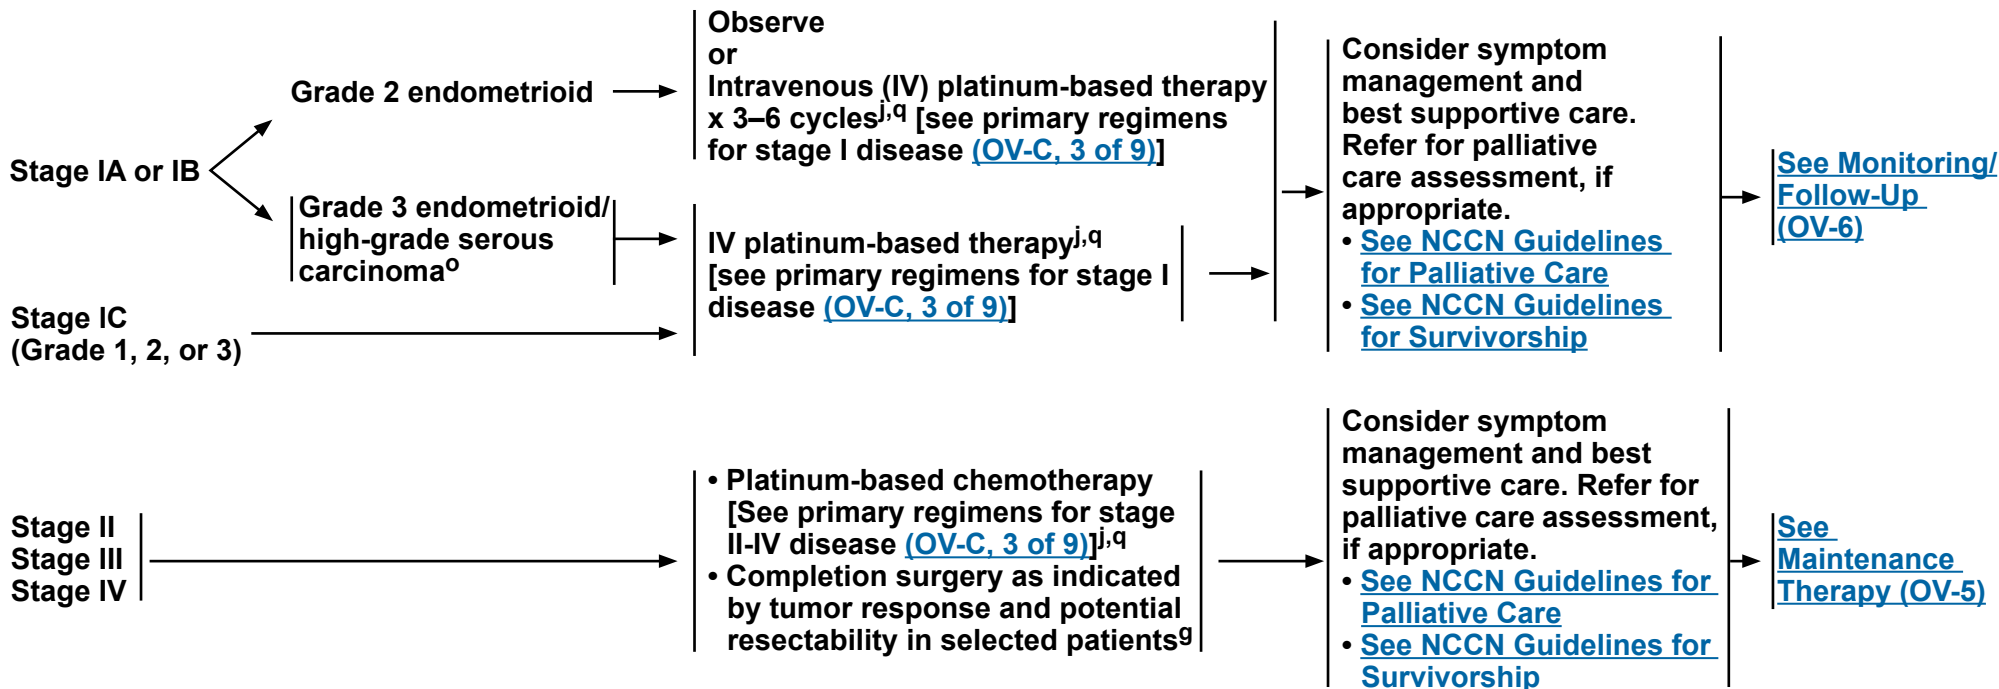 Stage IA or IB
Grade 2 endometrioid
Observe
or
Intravenous (IV) platinum-based therapy
x 3–6 cycles^j,q [see primary regimens
for stage I disease (OV-C, 3 of 9)]
Grade 3 endometrioid/
high-grade serous
carcinoma^o
IV platinum-based therapy^j,q
[see primary regimens for stage I
disease (OV-C, 3 of 9)]
Stage IC
(Grade 1, 2, or 3)
Consider symptom
management and
best supportive care.
Refer for palliative
care assessment, if
appropriate.
• See NCCN Guidelines
for Palliative Care
• See NCCN Guidelines
for Survivorship
See Monitoring/
Follow-Up
(OV-6)
Stage II
Stage III
Stage IV
• Platinum-based chemotherapy
[See primary regimens for stage
II-IV disease (OV-C, 3 of 9)]^j,q
• Completion surgery as indicated
by tumor response and potential
resectability in selected patients^g
Consider symptom
management and best
supportive care. Refer for
palliative care assessment,
if appropriate.
• See NCCN Guidelines for
Palliative Care
• See NCCN Guidelines for
Survivorship
See
Maintenance
Therapy (OV-5)